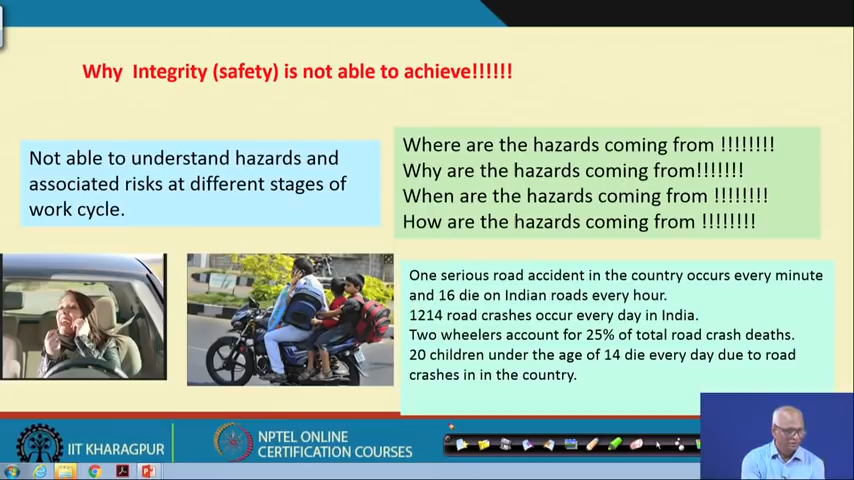 Why Integrity (safety) is not able to achieve!!!!!!
Not able to understand hazards and
associated risks at different stages of
work cycle.
Where are the hazards coming from !!!!!!!!
Why are the hazards coming from!!!!!!!
When are the hazards coming from !!!!!!!!
How are the hazards coming from !!!!!!!!
One serious road accident in the country occurs every minute
and 16 die on Indian roads every hour.
1214 road crashes occur every day in India.
Two wheelers account for 25% of total road crash deaths.
20 children under the age of 14 die every day due to road
crashes in in the country.
IIT KHARAGPUR
NPTEL ONLINE
CERTIFICATION COURSES